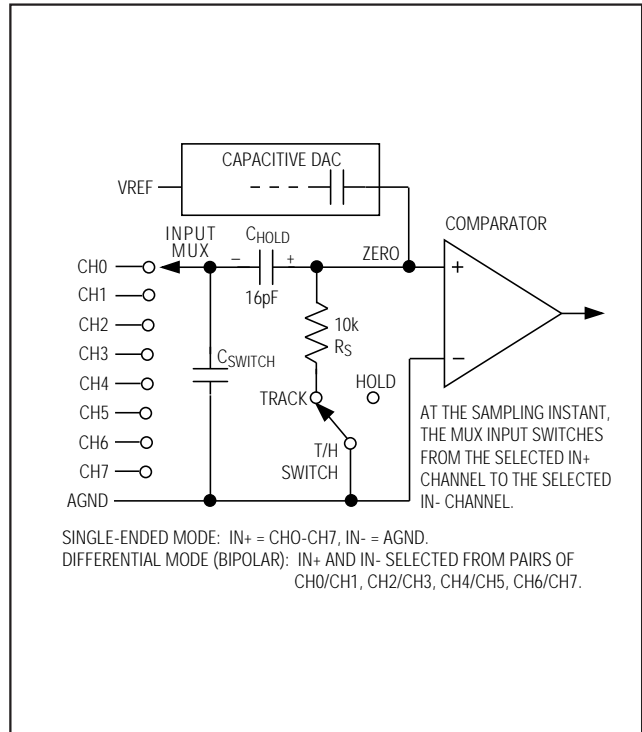 CAPACITIVE DAC
VREF
COMPARATOR
INPUT
MUX
CHOLD
ZERO
– +
16pF
+
–
CH0
CH1
CH2
CH3
CH4
CH5
CH6
CH7
AGND
CSWITCH
10k
RS
TRACK
HOLD
T/H
SWITCH
AT THE SAMPLING INSTANT,
THE MUX INPUT SWITCHES
FROM THE SELECTED IN+
CHANNEL TO THE SELECTED
IN- CHANNEL.
SINGLE-ENDED MODE: IN+ = CHO-CH7, IN- = AGND.
DIFFERENTIAL MODE (BIPOLAR): IN+ AND IN- SELECTED FROM PAIRS OF
CH0/CH1, CH2/CH3, CH4/CH5, CH6/CH7.